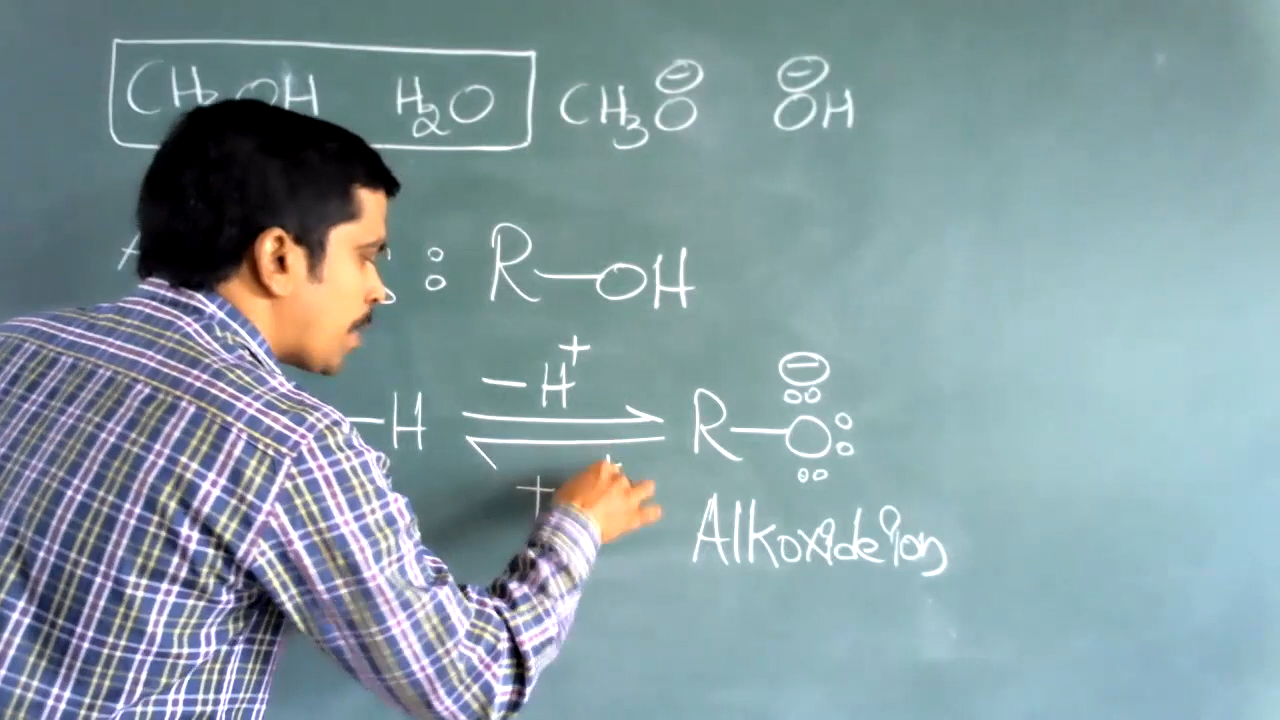 CH3OH H2O CH3O⊖ ⊖OH
: R—OH
—H −H⁺ ⇌ + R—O⊖
Alkoxide ion